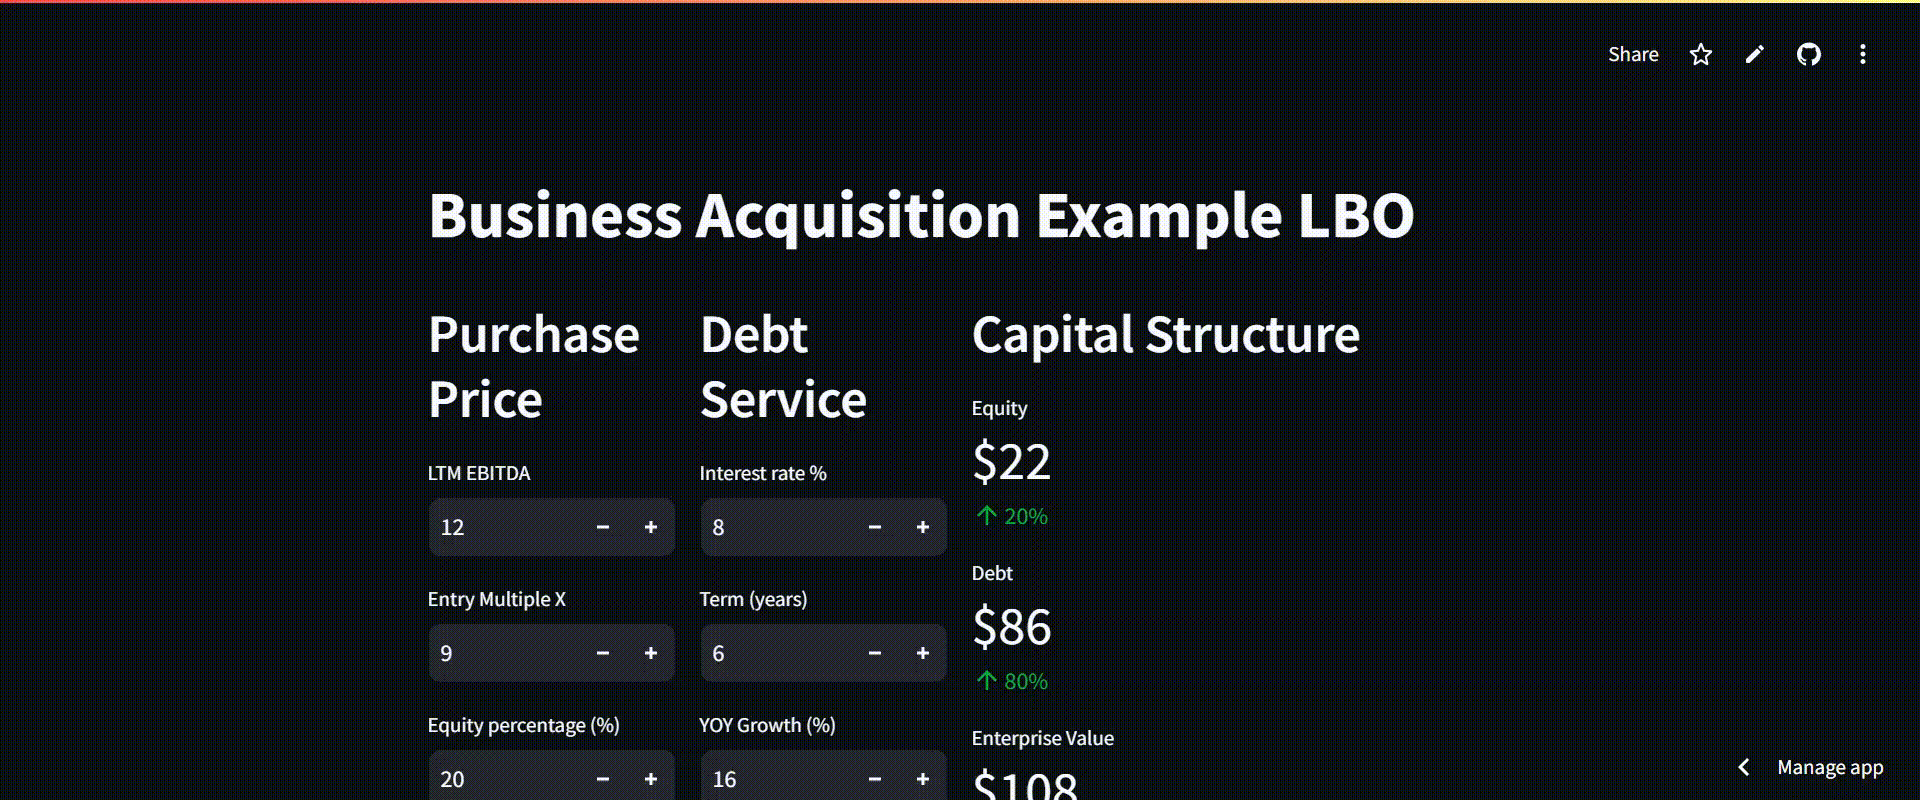 Share
Business Acquisition Example LBO
Purchase
Price
LTM EBITDA
12
Entry Multiple X
9
Equity percentage (%)
20
Debt
Service
Interest rate %
8
Term (years)
6
YOY Growth (%)
16
Capital Structure
Equity
$22
↑ 20%
Debt
$86
↑ 80%
Enterprise Value
$108
Manage app